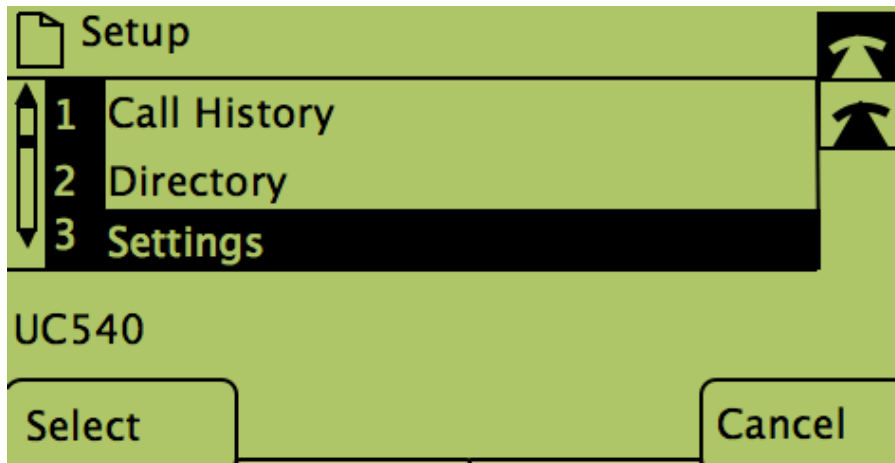 Setup
1 Call History
2 Directory
3 Settings
UC540
Select Cancel